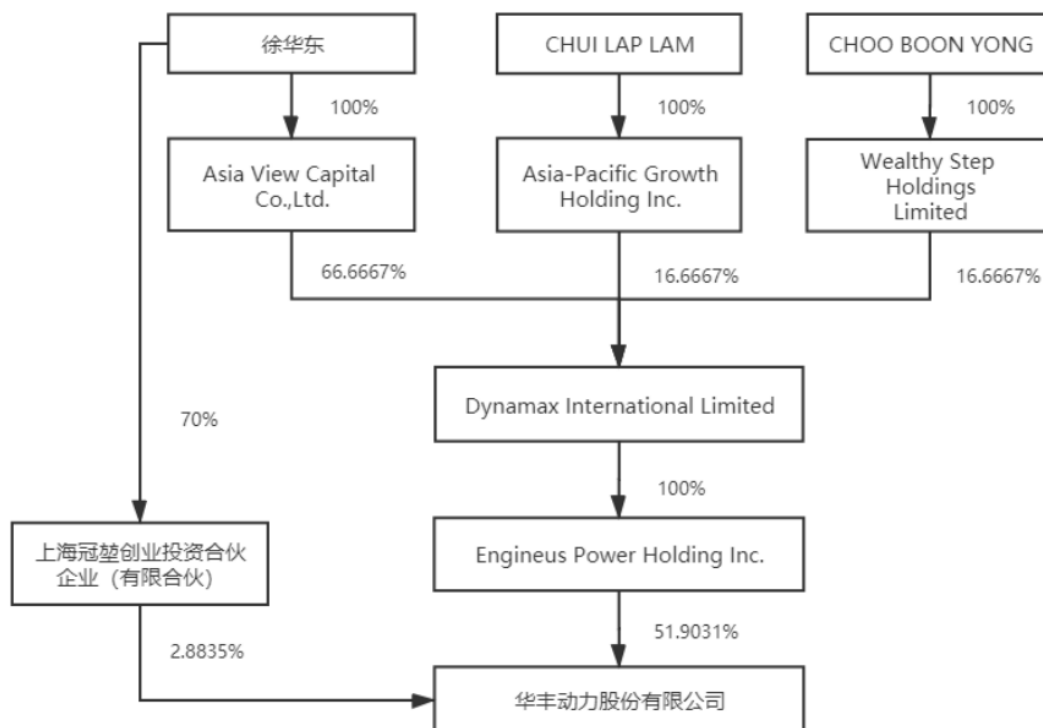 徐华东
CHUI LAP LAM
CHOO BOON YONG
100%
100%
100%
Asia View Capital
Co.,Ltd.
Asia-Pacific Growth
Holding Inc.
Wealthy Step
Holdings
Limited
66.6667%
16.6667%
16.6667%
Dynamax International Limited
70%
100%
上海冠堃创业投资合伙
企业（有限合伙）
Engineus Power Holding Inc.
2.8835%
51.9031%
华丰动力股份有限公司